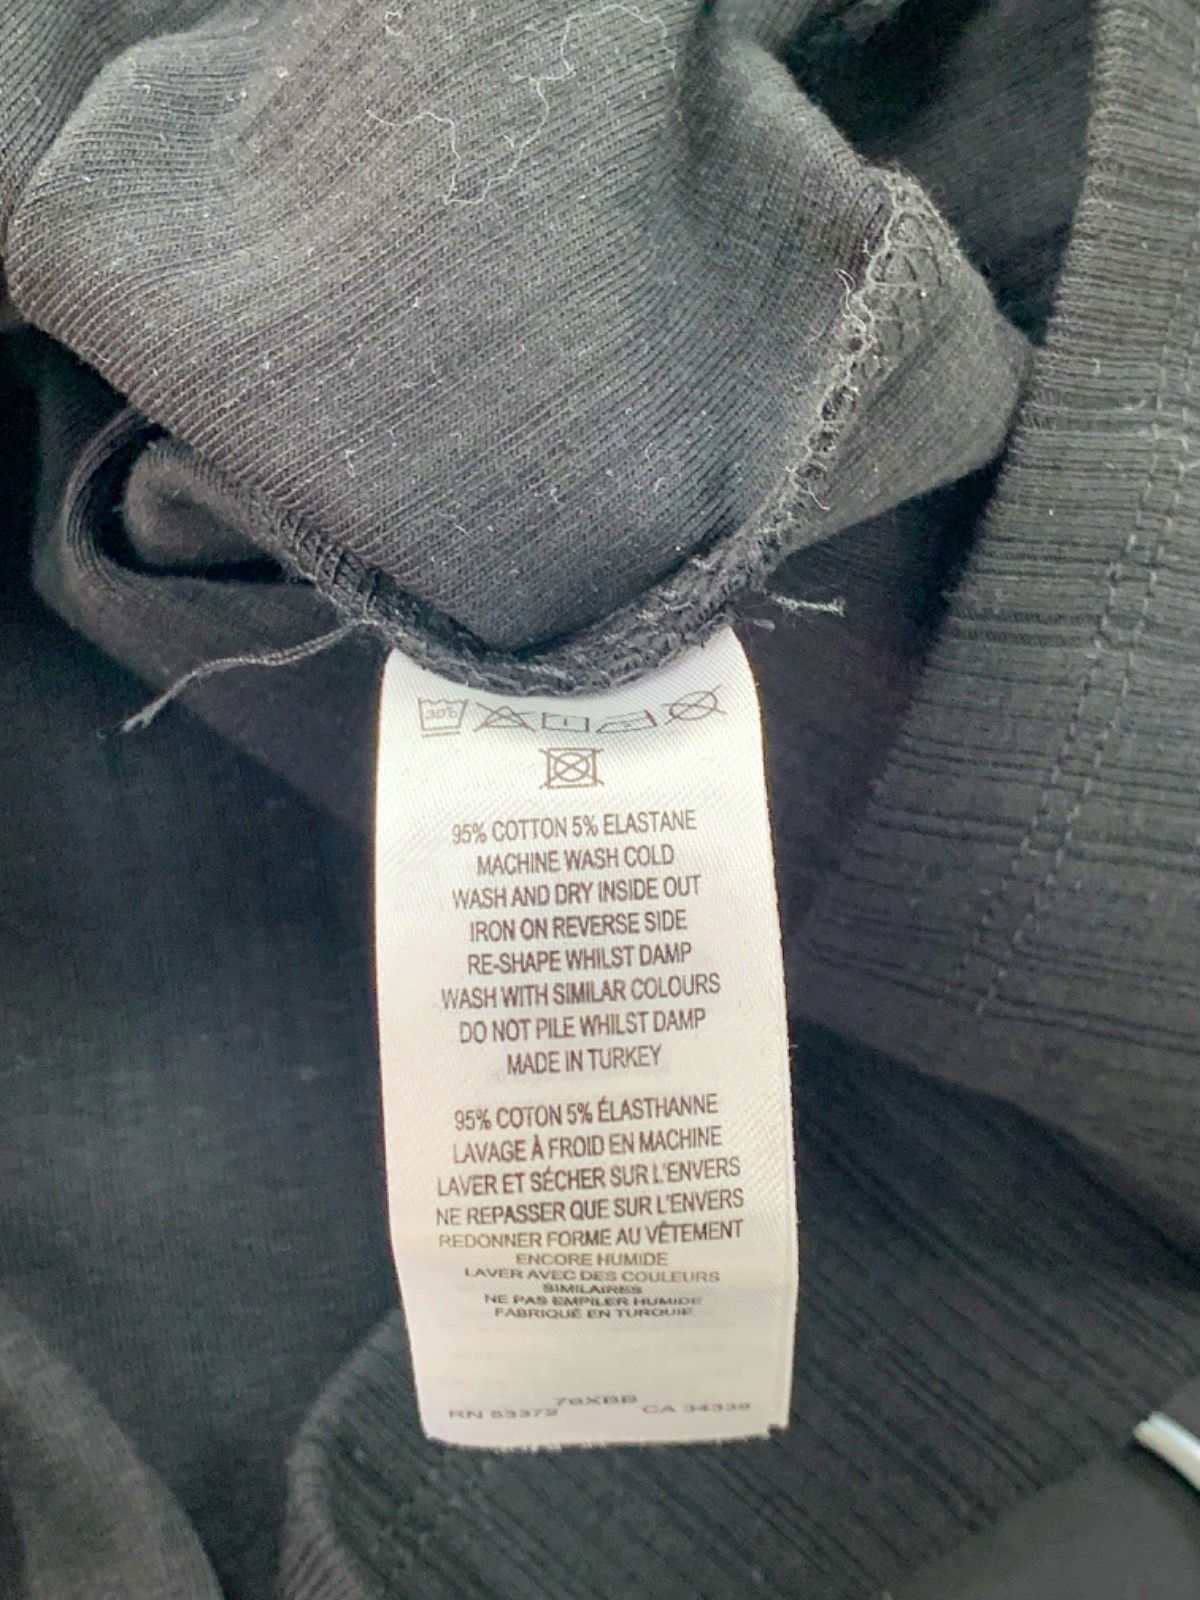 30°C
95% COTTON 5% ELASTANE
MACHINE WASH COLD
WASH AND DRY INSIDE OUT
IRON ON REVERSE SIDE
RE-SHAPE WHILST DAMP
WASH WITH SIMILAR COLOURS
DO NOT PILE WHILST DAMP
MADE IN TURKEY
95% COTON 5% ÉLASTHANNE
LAVAGE À FROID EN MACHINE
LAVER ET SÉCHER SUR L'ENVERS
NE REPASSER QUE SUR L'ENVERS
REDONNER FORME AU VÊTEMENT
ENCORE HUMIDE
LAVER AVEC DES COULEURS
SIMILAIRES
NE PAS EMPILER HUMIDE
FABRIQUÉ EN TURQUIE
RN 53372 CA 34338